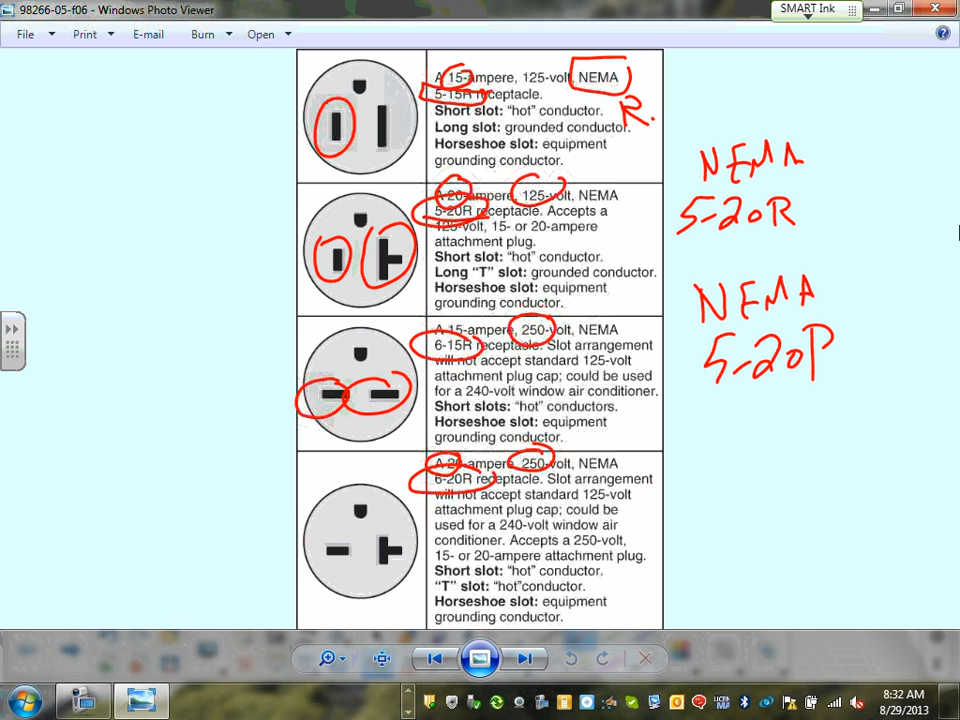 98266-05-f06 - Windows Photo Viewer
SMART Ink
File Print E-mail Burn Open
A 15-ampere, 125-volt, NEMA
5-15R receptacle.
Short slot: "hot" conductor.
Long slot: grounded conductor.
Horseshoe slot: equipment
grounding conductor.
R.
A 20-ampere, 125-volt, NEMA
5-20R receptacle. Accepts a
125-volt, 15- or 20-ampere
attachment plug.
Short slot: "hot" conductor.
Long "T" slot: grounded conductor.
Horseshoe slot: equipment
grounding conductor.
NEMA
5-20R
A 15-ampere, 250-volt, NEMA
6-15R receptacle. Slot arrangement
will not accept standard 125-volt
attachment plug cap; could be used
for a 240-volt window air conditioner.
Short slots: "hot" conductors.
Horseshoe slot: equipment
grounding conductor.
NEMA
5-20P
A 20-ampere, 250-volt, NEMA
6-20R receptacle. Slot arrangement
will not accept standard 125-volt
attachment plug cap; could be
used for a 240-volt window air
conditioner. Accepts a 250-volt,
15- or 20-ampere attachment plug.
Short slot: "hot" conductor.
"T" slot: "hot"conductor.
Horseshoe slot: equipment
grounding conductor.
8:32 AM
8/29/2013